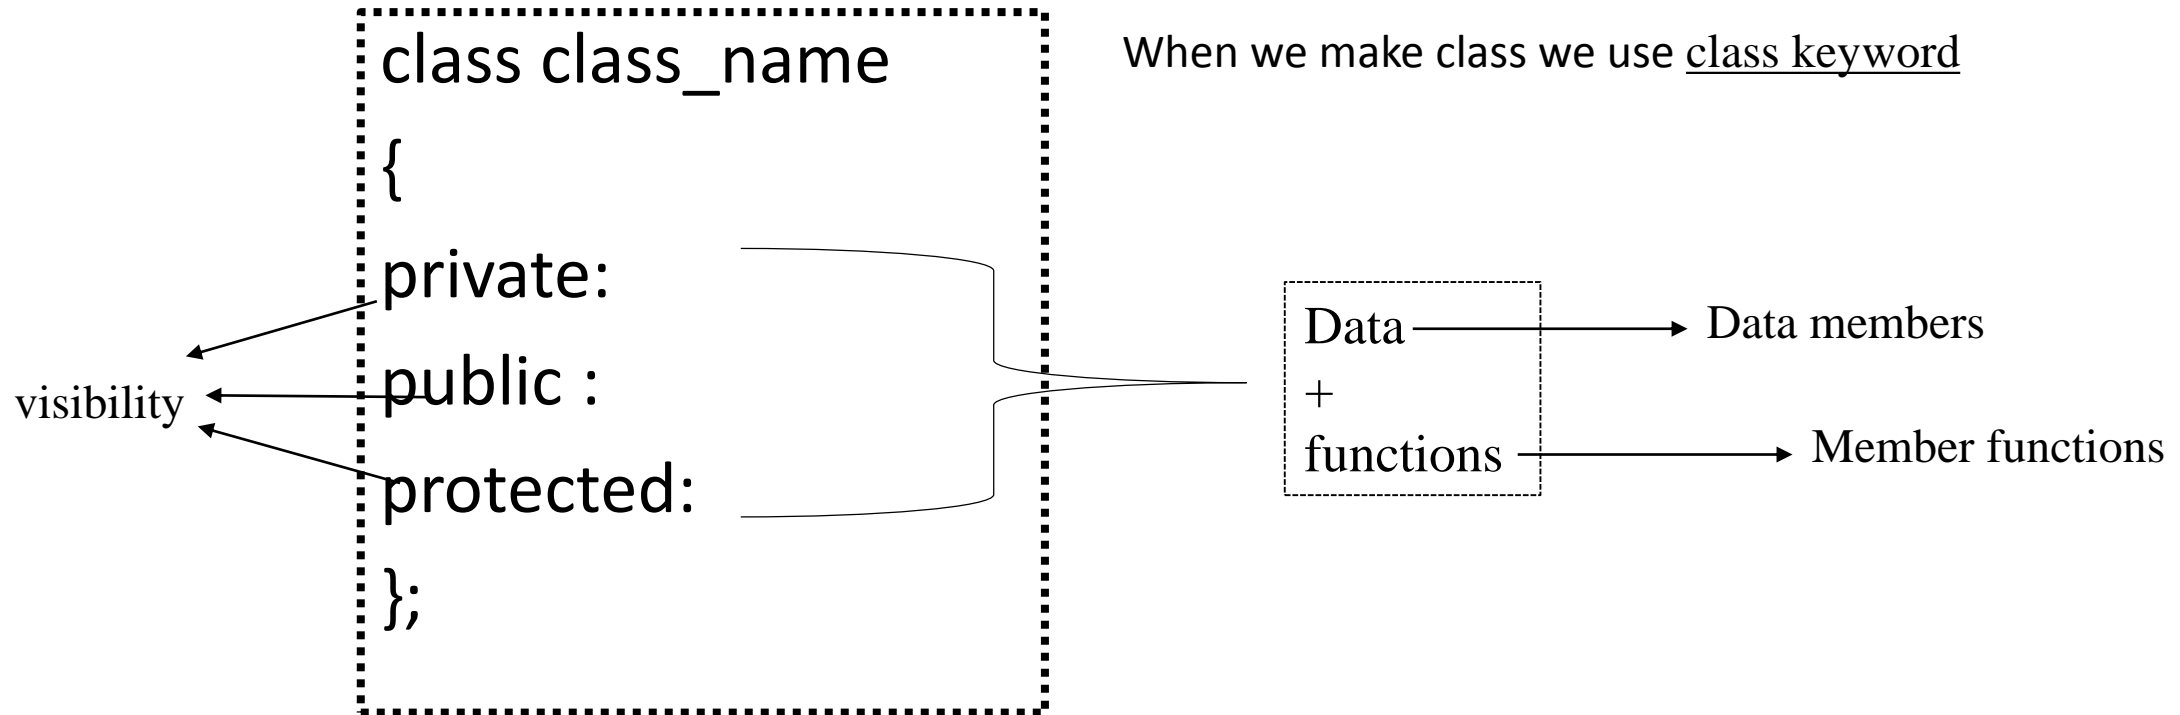 class class_name
{
private:
public :
protected:
};
When we make class we use class keyword
visibility
Data
+
functions
Data members
Member functions